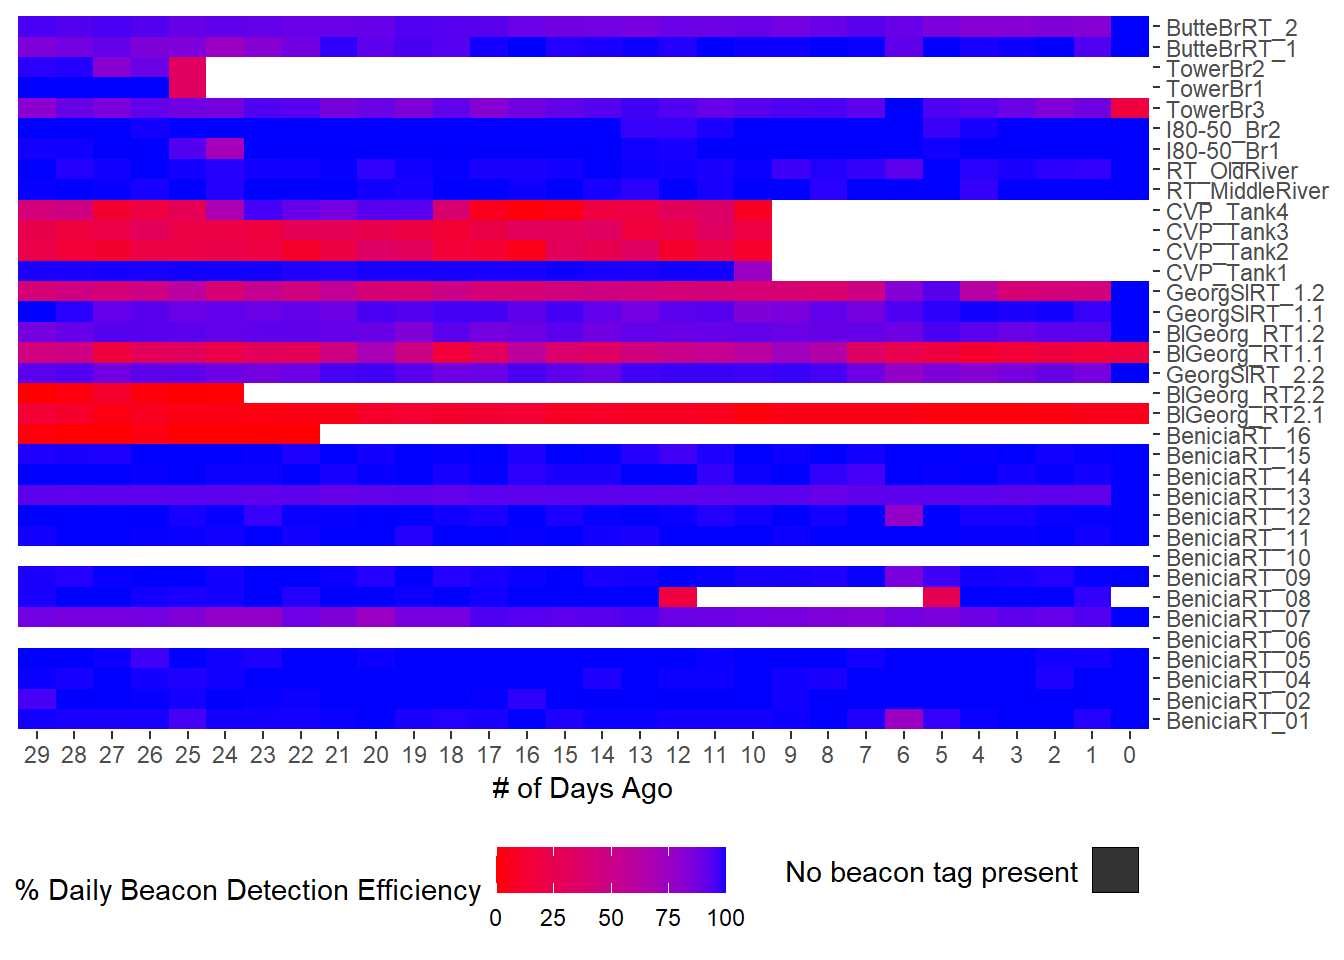 ButteBrRT_2
ButteBrRT_1
TowerBr2
TowerBr1
TowerBr3
I80-50_Br2
I80-50_Br1
RT_OldRiver
RT_MiddleRiver
CVP_Tank4
CVP_Tank3
CVP_Tank2
CVP_Tank1
GeorgSlRT_1.2
GeorgSlRT_1.1
BlGeorg_RT1.2
BlGeorg_RT1.1
GeorgSlRT_2.2
BlGeorg_RT2.2
BlGeorg_RT2.1
BeniciaRT_16
BeniciaRT_15
BeniciaRT_14
BeniciaRT_13
BeniciaRT_12
BeniciaRT_11
BeniciaRT_10
BeniciaRT_09
BeniciaRT_08
BeniciaRT_07
BeniciaRT_06
BeniciaRT_05
BeniciaRT_04
BeniciaRT_02
BeniciaRT_01
29 28 27 26 25 24 23 22 21 20 19 18 17 16 15 14 13 12 11 10 9 8 7 6 5 4 3 2 1 0
# of Days Ago
% Daily Beacon Detection Efficiency
0 25 50 75 100
No beacon tag present